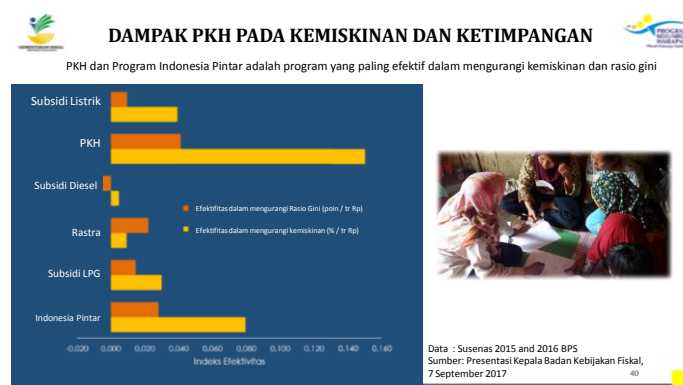 DAMPAK PKH PADA KEMISKINAN DAN KETIMPANGAN
PKH dan Program Indonesia Pintar adalah program yang paling efektif dalam mengurangi kemiskinan dan rasio gini
Subsidi Listrik
PKH
Subsidi Diesel
Rastra
Subsidi LPG
Indonesia Pintar
Efektifitas dalam mengurangi Rasio Gini (poin / tr Rp)
Efektifitas dalam mengurangi kemiskinan (% / tr Rp)
-0,020 0,000 0,020 0,040 0,060 0,080 0,100 0,120 0,140 0,160
Indeks Efektivitas
Data : Susenas 2015 and 2016 BPS
Sumber: Presentasi Kepala Badan Kebijakan Fiskal,
7 September 2017
40